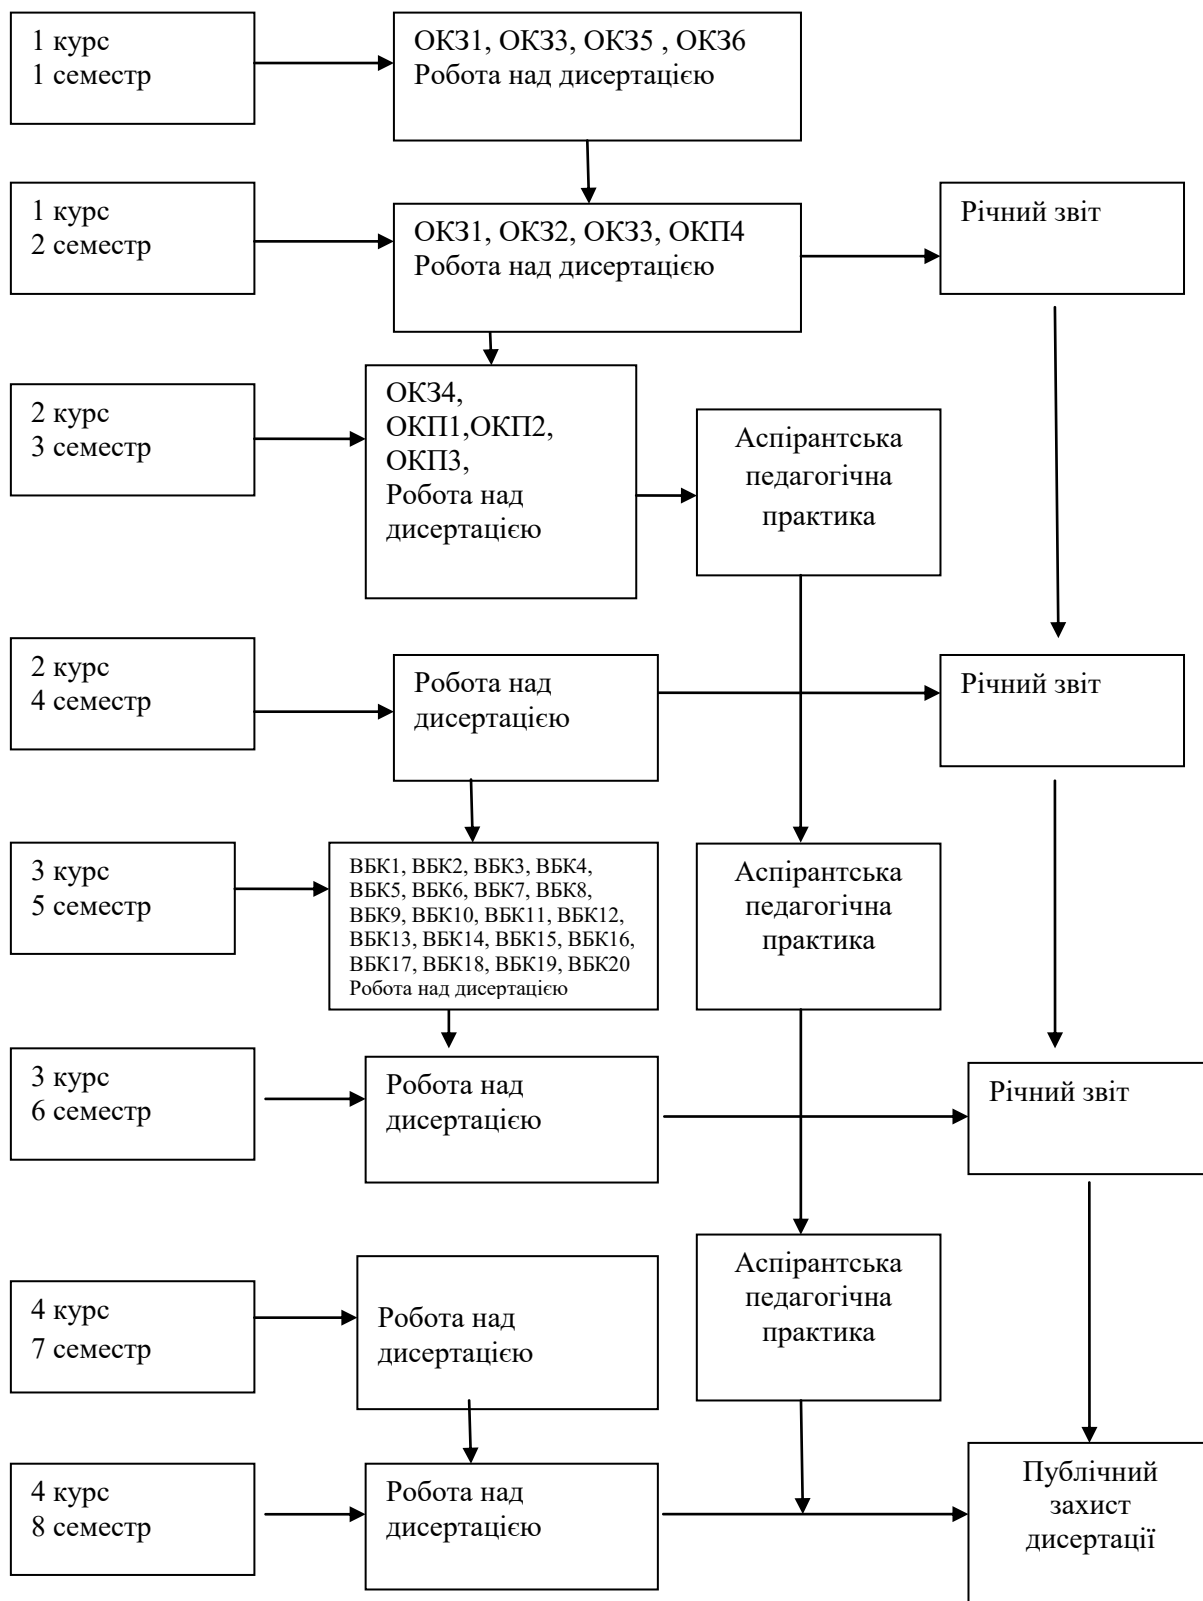 1 курс
1 семестр
ОКЗ1, ОКЗ3, ОКЗ5 , ОКЗ6
Робота над дисертацією
1 курс
2 семестр
ОКЗ1, ОКЗ2, ОКЗ3, ОКП4
Робота над дисертацією
Річний звіт
2 курс
3 семестр
ОКЗ4,
ОКП1,ОКП2,
ОКП3,
Робота над
дисертацією
Аспірантська
педагогічна
практика
2 курс
4 семестр
Робота над
дисертацією
Річний звіт
3 курс
5 семестр
ВБК1, ВБК2, ВБК3, ВБК4,
ВБК5, ВБК6, ВБК7, ВБК8,
ВБК9, ВБК10, ВБК11, ВБК12,
ВБК13, ВБК14, ВБК15, ВБК16,
ВБК17, ВБК18, ВБК19, ВБК20
Робота над дисертацією
Аспірантська
педагогічна
практика
3 курс
6 семестр
Робота над
дисертацією
Річний звіт
4 курс
7 семестр
Робота над
дисертацією
Аспірантська
педагогічна
практика
4 курс
8 семестр
Робота над
дисертацією
Публічний
захист
дисертації